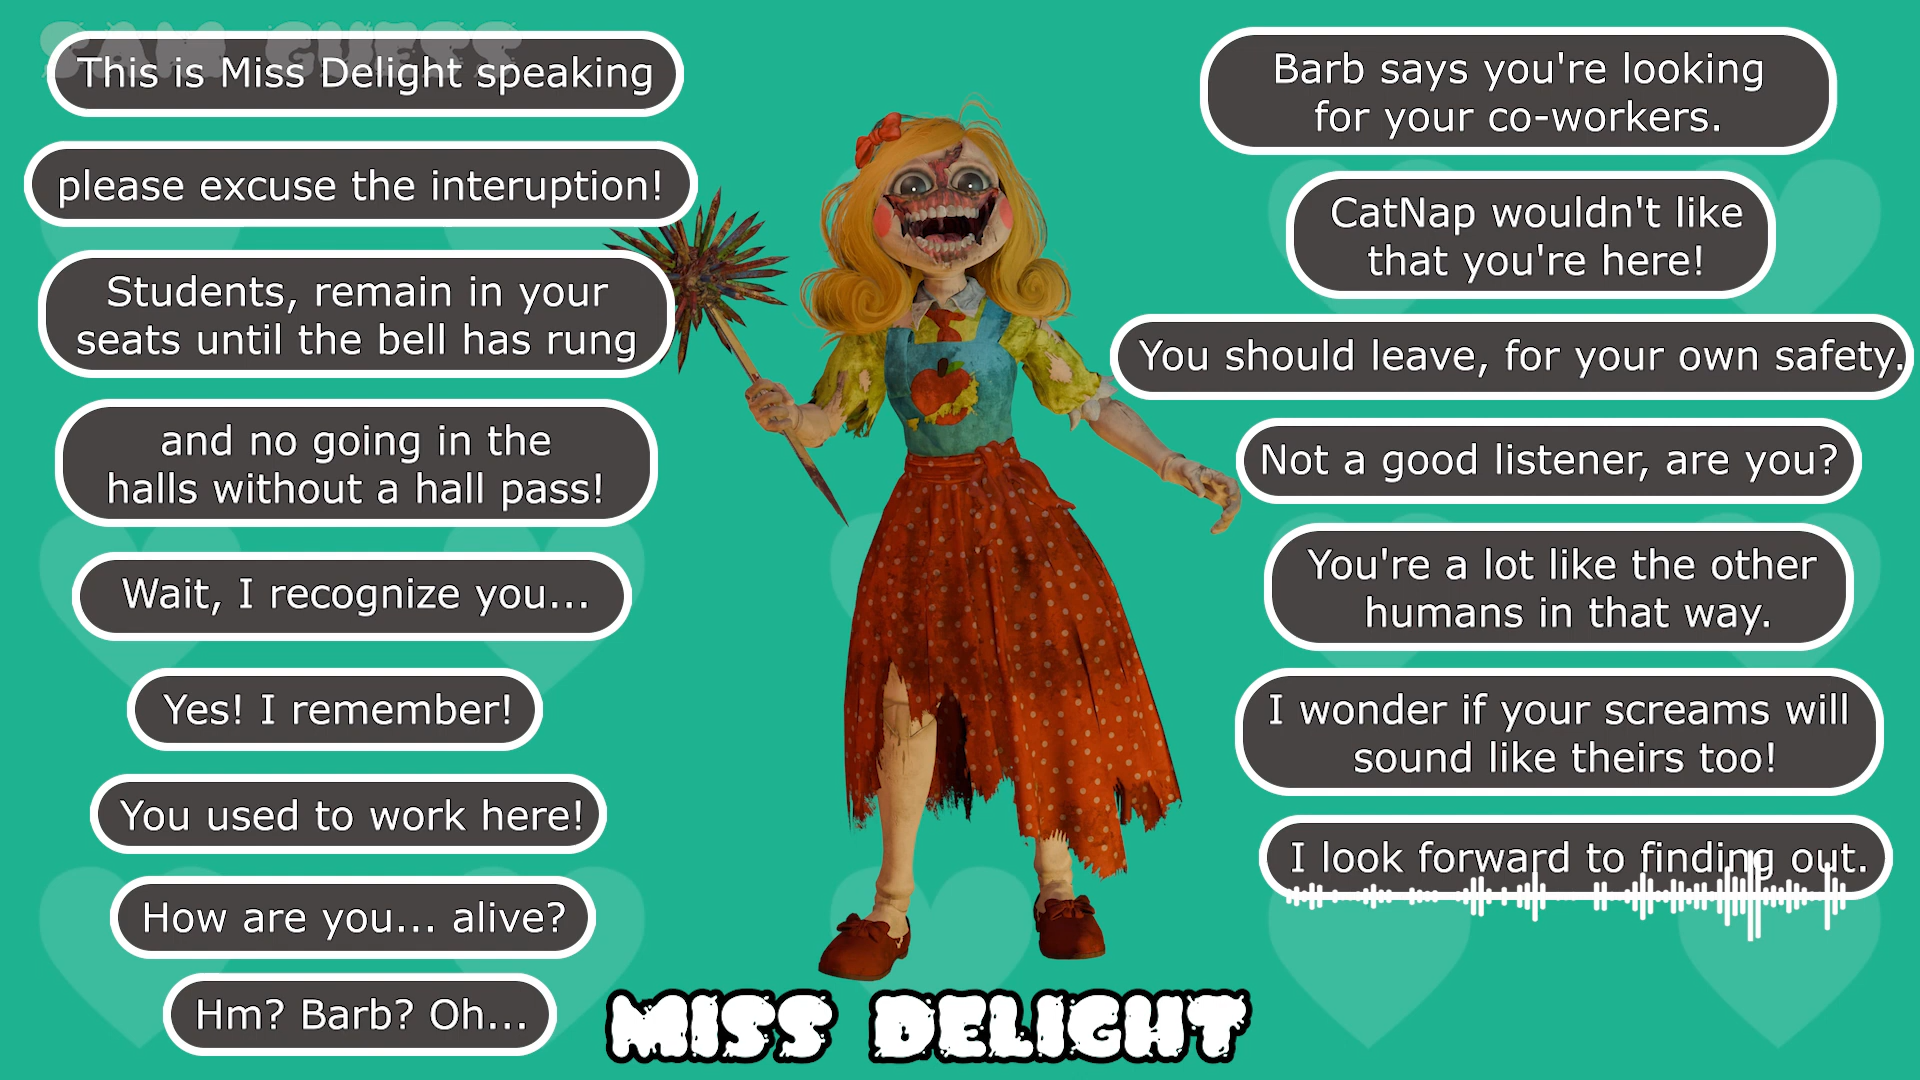 SAM GUESS
This is Miss Delight speaking
please excuse the interuption!
Students, remain in your
seats until the bell has rung
and no going in the
halls without a hall pass!
Wait, I recognize you...
Yes! I remember!
You used to work here!
How are you... alive?
Hm? Barb? Oh...
Barb says you're looking
for your co-workers.
CatNap wouldn't like
that you're here!
You should leave, for your own safety.
Not a good listener, are you?
You're a lot like the other
humans in that way.
I wonder if your screams will
sound like theirs too!
I look forward to finding out.
MISS DELIGHT